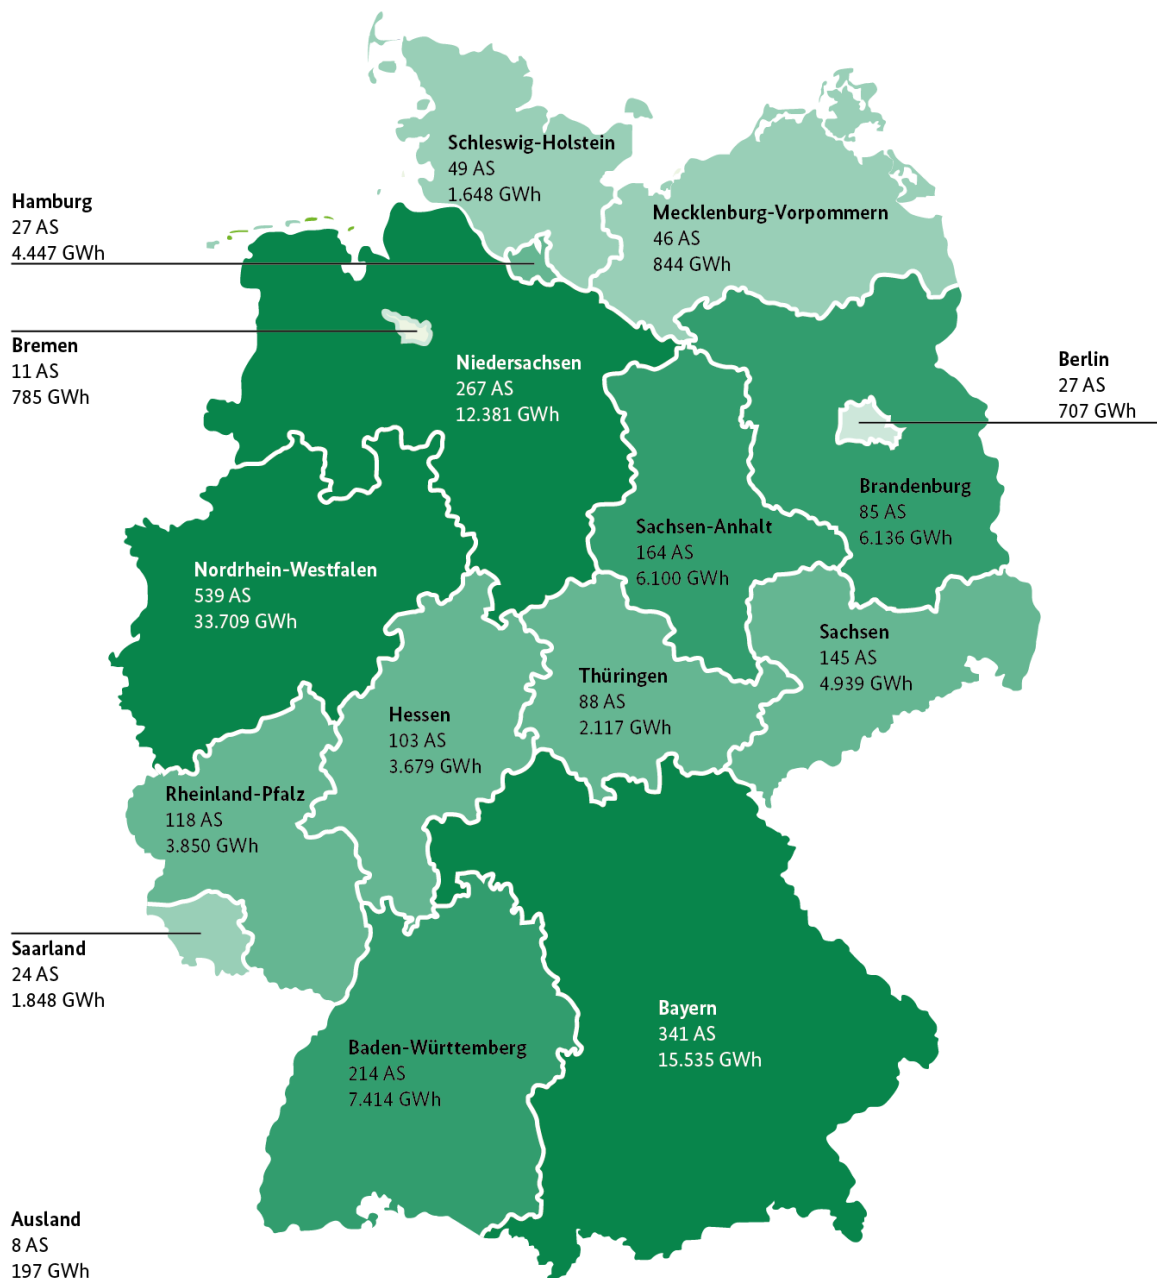 Schleswig-Holstein
49 AS
1.648 GWh
Hamburg
27 AS
4.447 GWh
Mecklenburg-Vorpommern
46 AS
844 GWh
Bremen
11 AS
785 GWh
Niedersachsen
267 AS
12.381 GWh
Berlin
27 AS
707 GWh
Brandenburg
85 AS
6.136 GWh
Sachsen-Anhalt
164 AS
6.100 GWh
Nordrhein-Westfalen
539 AS
33.709 GWh
Sachsen
145 AS
4.939 GWh
Thüringen
88 AS
2.117 GWh
Hessen
103 AS
3.679 GWh
Rheinland-Pfalz
118 AS
3.850 GWh
Saarland
24 AS
1.848 GWh
Bayern
341 AS
15.535 GWh
Baden-Württemberg
214 AS
7.414 GWh
Ausland
8 AS
197 GWh